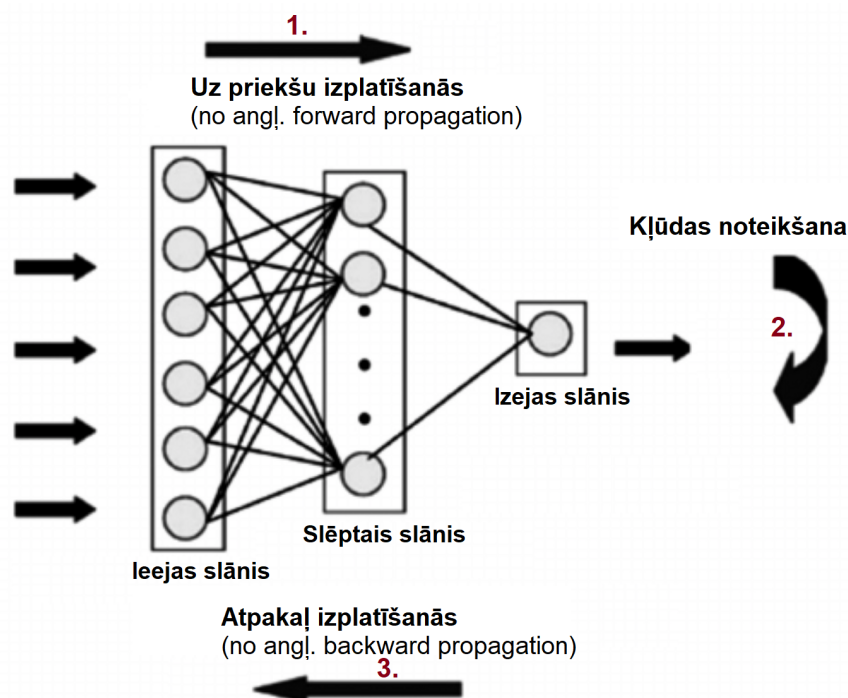 1.
Uz priekšu izplatīšanās
(no angļ. forward propagation)
Kļūdas noteikšana
2.
Izejas slānis
Slēptais slānis
Ieejas slānis
Atpakaļ izplatīšanās
(no angļ. backward propagation)
3.